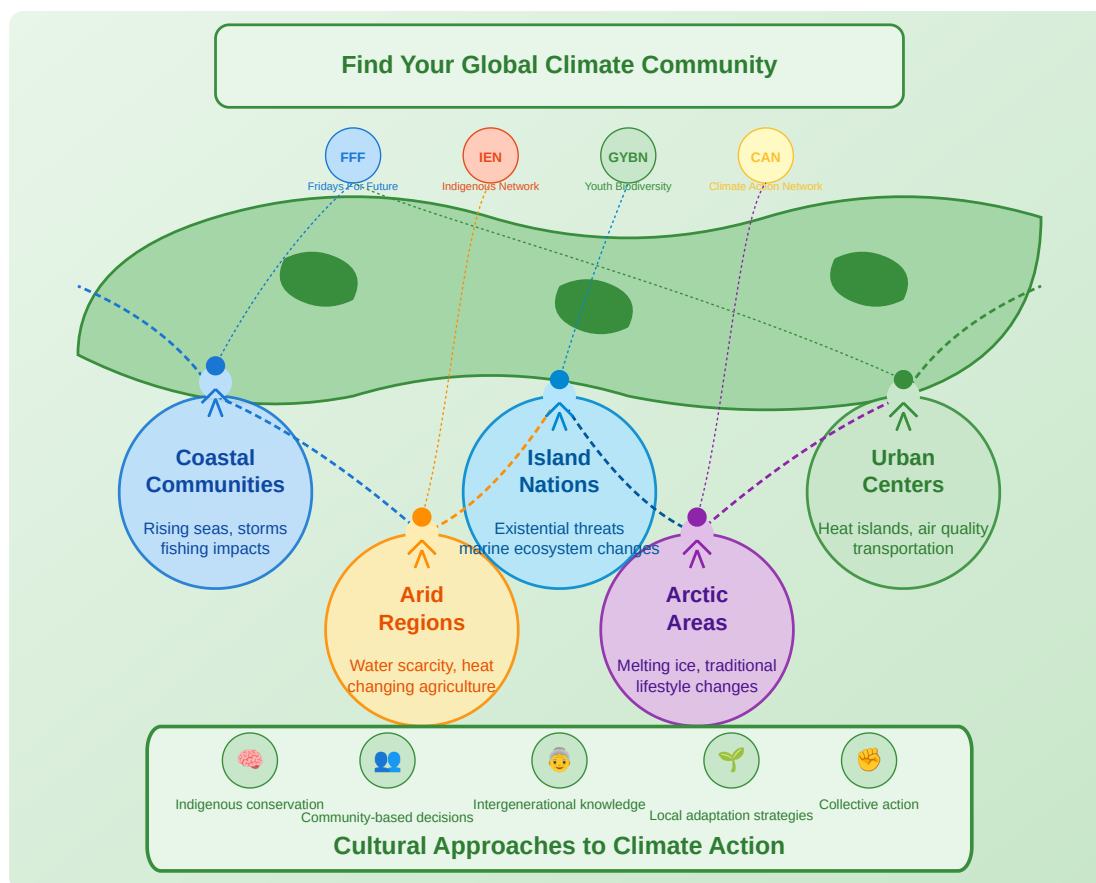 Find Your Global Climate Community
FFF
IEN
GYBN
CAN
Fridays For Future
Indigenous Network
Youth Biodiversity
Climate Action Network
Coastal
Communities
Rising seas, storms
fishing impacts
Island
Nations
Existential threats
marine ecosystem changes
Urban
Centers
Heat islands, air quality
transportation
Arid
Regions
Water scarcity, heat
changing agriculture
Arctic
Areas
Melting ice, traditional
lifestyle changes
Indigenous conservation
Community-based decisions
Intergenerational knowledge
Local adaptation strategies
Collective action
Cultural Approaches to Climate Action